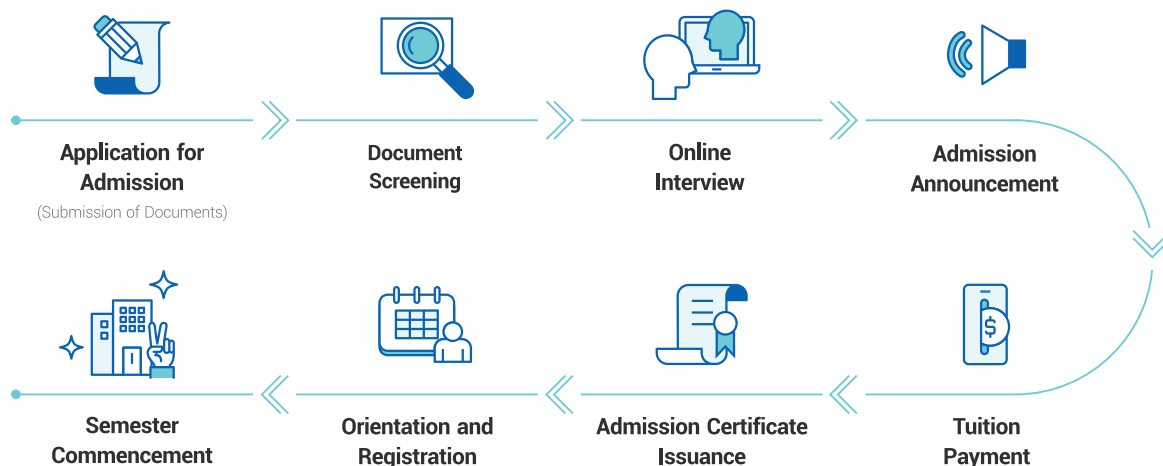 Application for
Admission
(Submission of Documents)
Document
Screening
Online
Interview
Admission
Announcement
$
Tuition
Payment
Admission Certificate
Issuance
Orientation and
Registration
Semester
Commencement